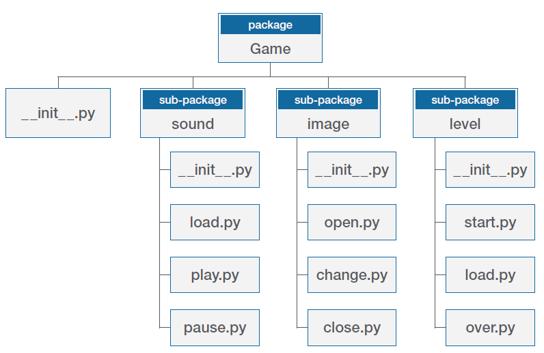 package
Game
__init__.py
sub-package
sound
sub-package
image
sub-package
level
__init__.py
load.py
play.py
pause.py
__init__.py
open.py
change.py
close.py
__init__.py
start.py
load.py
over.py